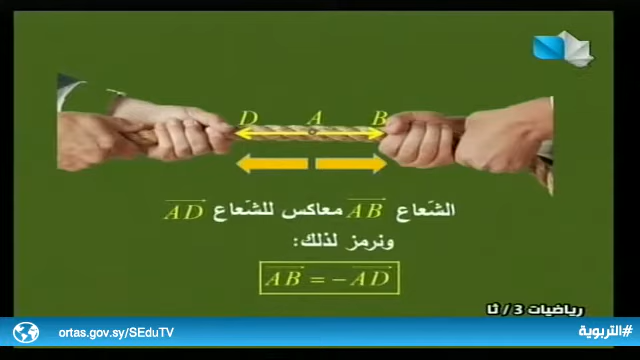 D A B
الشّعاع AB معاكس للشّعاع AD
ونرمز لذلك:
AB = − AD
رياضيات 3 / ثا
ortas.gov.sy/SEduTV
#التربوية